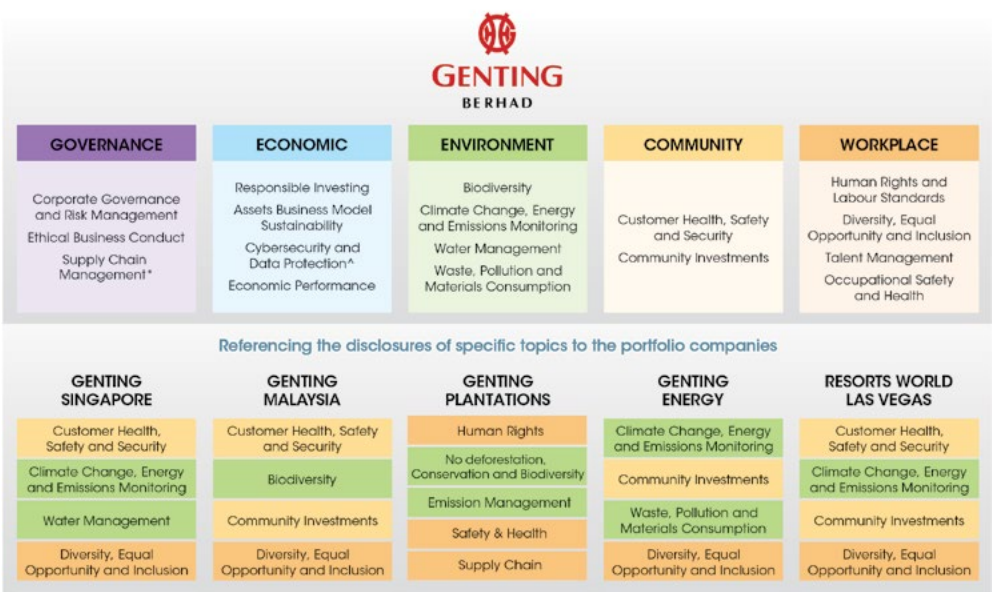 GENTING
BERHAD
GOVERNANCE
Corporate Governance
and Risk Management
Ethical Business Conduct
Supply Chain
Management*
ECONOMIC
Responsible Investing
Assets Business Model
Sustainability
Cybersecurity and
Data Protection^
Economic Performance
ENVIRONMENT
Biodiversity
Climate Change, Energy
and Emissions Monitoring
Water Management
Waste, Pollution and
Materials Consumption
COMMUNITY
Customer Health, Safety
and Security
Community Investments
WORKPLACE
Human Rights and
Labour Standards
Diversity, Equal
Opportunity and Inclusion
Talent Management
Occupational Safety
and Health
Referencing the disclosures of specific topics to the portfolio companies
GENTING
SINGAPORE
Customer Health,
Safety and Security
Climate Change, Energy
and Emissions Monitoring
Water Management
Diversity, Equal
Opportunity and Inclusion
GENTING
MALAYSIA
Customer Health, Safety
and Security
Biodiversity
Community Investments
Diversity, Equal
Opportunity and Inclusion
GENTING
PLANTATIONS
Human Rights
No deforestation,
Conservation and Biodiversity
Emission Management
Safety & Health
Supply Chain
GENTING
ENERGY
Climate Change, Energy
and Emissions Monitoring
Community Investments
Waste, Pollution and
Materials Consumption
Diversity, Equal
Opportunity and Inclusion
RESORTS WORLD
LAS VEGAS
Customer Health,
Safety and Security
Climate Change, Energy
and Emissions Monitoring
Community Investments
Diversity, Equal
Opportunity and Inclusion